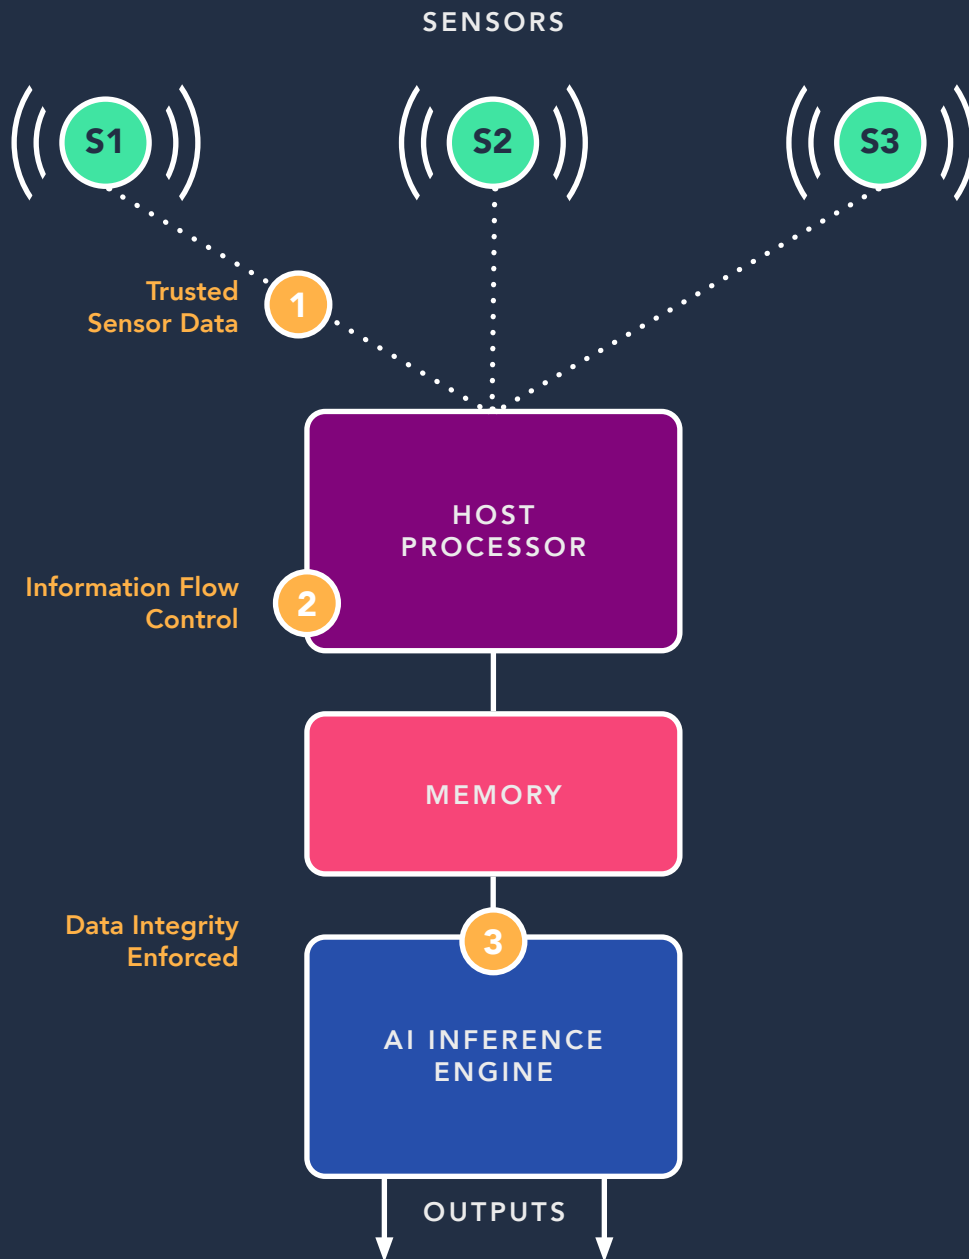 SENSORS
S1
S2
S3
Trusted
Sensor Data
1
HOST
PROCESSOR
Information Flow
Control
2
MEMORY
Data Integrity
Enforced
3
AI INFERENCE
ENGINE
OUTPUTS